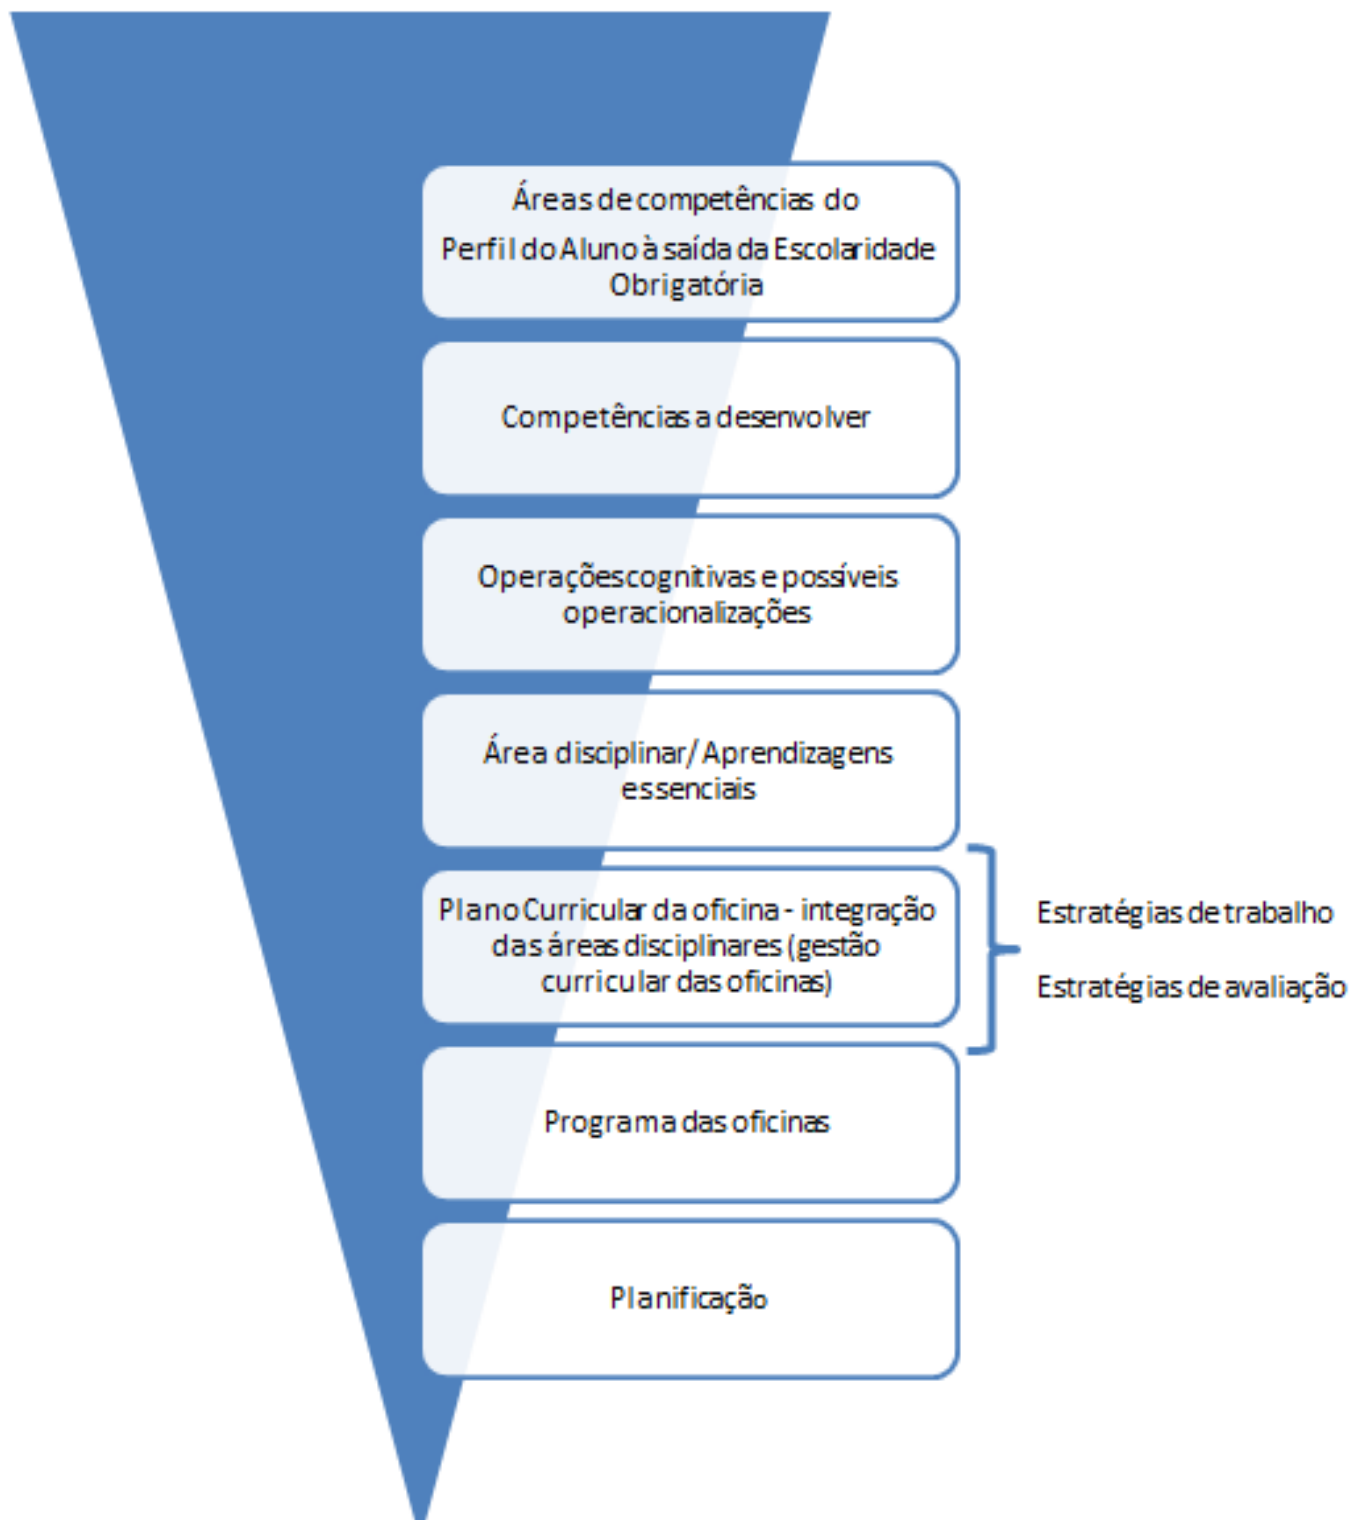 Áreas de competências do
Perfil do Aluno à saída da Escolaridade
Obrigatória
Competências a desenvolver
Operações cognitivas e possíveis
operacionalizações
Área disciplinar/ Aprendizagens
essenciais
Plano Curricular da oficina - integração
das áreas disciplinares (gestão
curricular das oficinas)
Estratégias de trabalho
Estratégias de avaliação
Programa das oficinas
Planificação